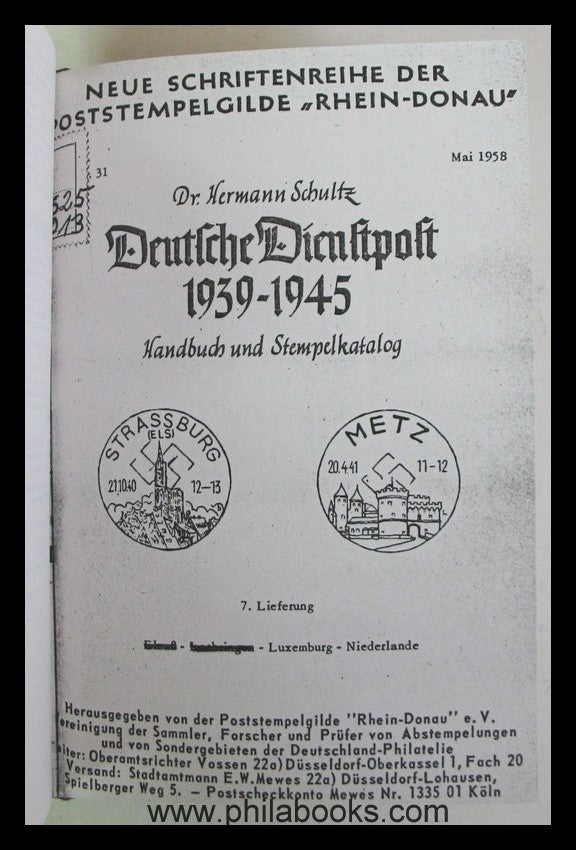 NEUE SCHRIFTENREIHE DER
POSTSTEMPELGILDE „RHEIN-DONAU"
31
Mai 1958
Dr. Hermann Schultz
Deutsche Dienstpost
1939-1945
Handbuch und Stempelkatalog
STRASSBURG
(ELS)
21.10.40 12-13
METZ
20.4.41 11-12
7. Lieferung
- Luxemburg - Niederlande
Herausgegeben von der Poststempelgilde "Rhein-Donau" e. V.
ereinigung der Sammler, Forscher und Prüfer von Abstempelungen
und von Sondergebieten der Deutschland-Philatelie
eiter: Oberamtsrichter Vossen 22a) Düsseldorf-Oberkassel 1, Fach 20
Versand: Stadtamtmann E. W. Mewes 22a) Düsseldorf-Lohausen,
Spielberger Weg 5. - Postscheckkonto Mewes Nr. 1335 01 Köln
www.philabooks.com